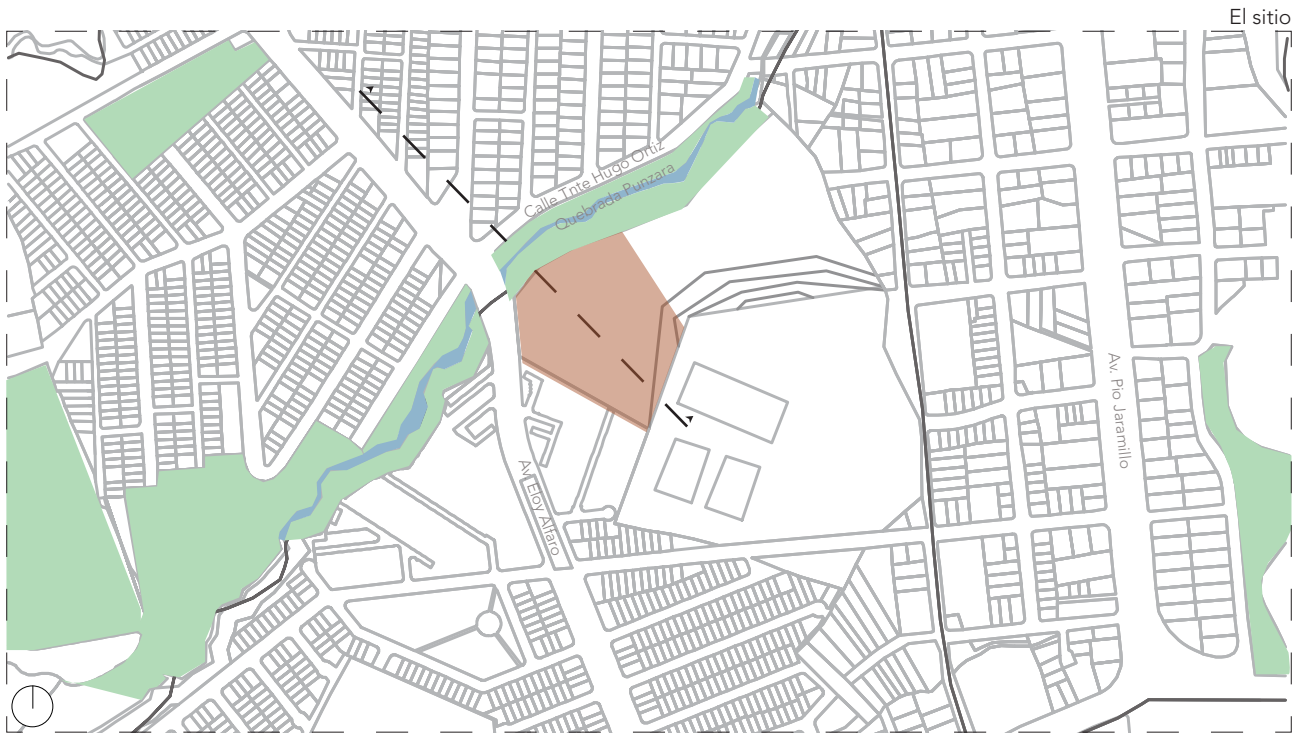 El sitio
Calle Tnte Hugo Ortiz
Quebrada Punzara
Av. Pio Jaramillo
Av. Eloy Alfaro